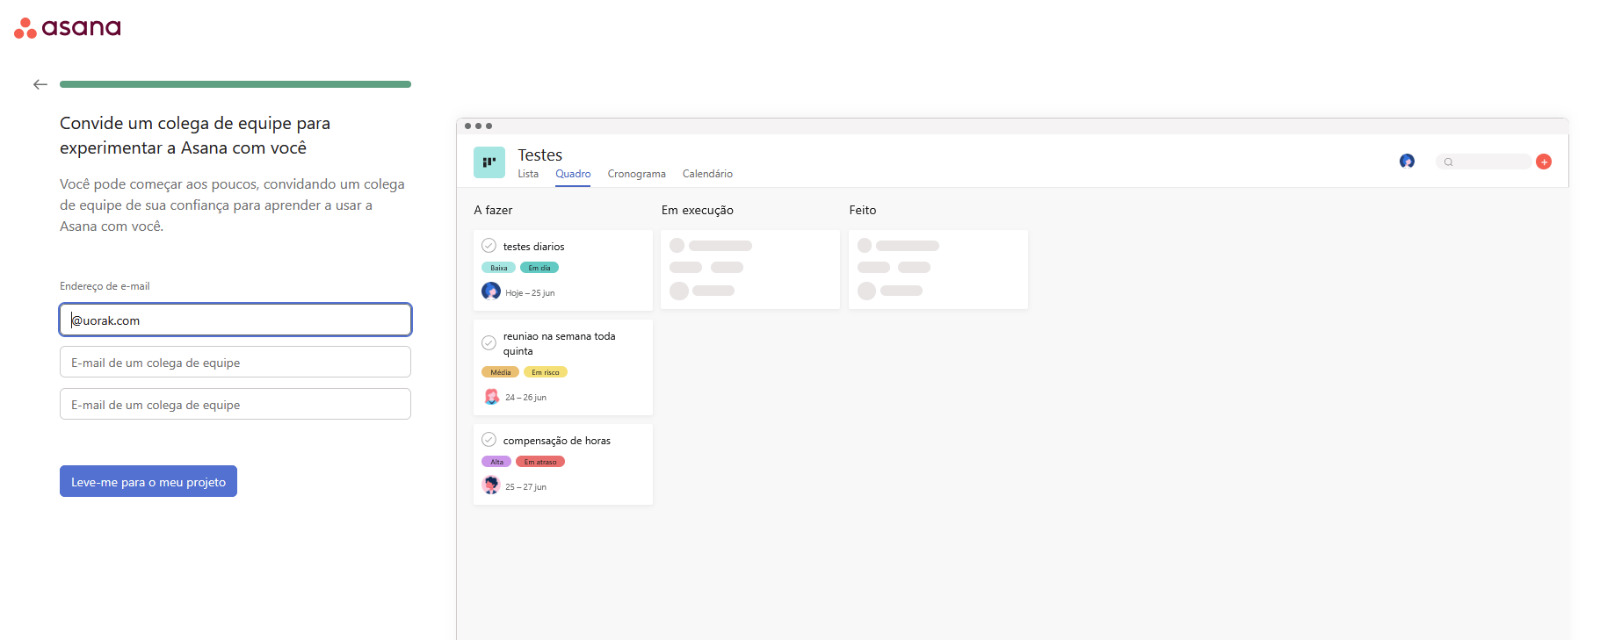 asana
Convide um colega de equipe para
experimentar a Asana com você
Você pode começar aos poucos, convidando um colega
de equipe de sua confiança para aprender a usar a
Asana com você.
Endereço de e-mail
@uorak.com
E-mail de um colega de equipe
E-mail de um colega de equipe
Leve-me para o meu projeto
Testes
Lista Quadro Cronograma Calendário
A fazer Em execução Feito
testes diarios
Baixa Em dia
Hoje – 25 jun
reuniao na semana toda
quinta
Média Em risco
24 – 26 jun
compensação de horas
Alta Em atraso
25 – 27 jun